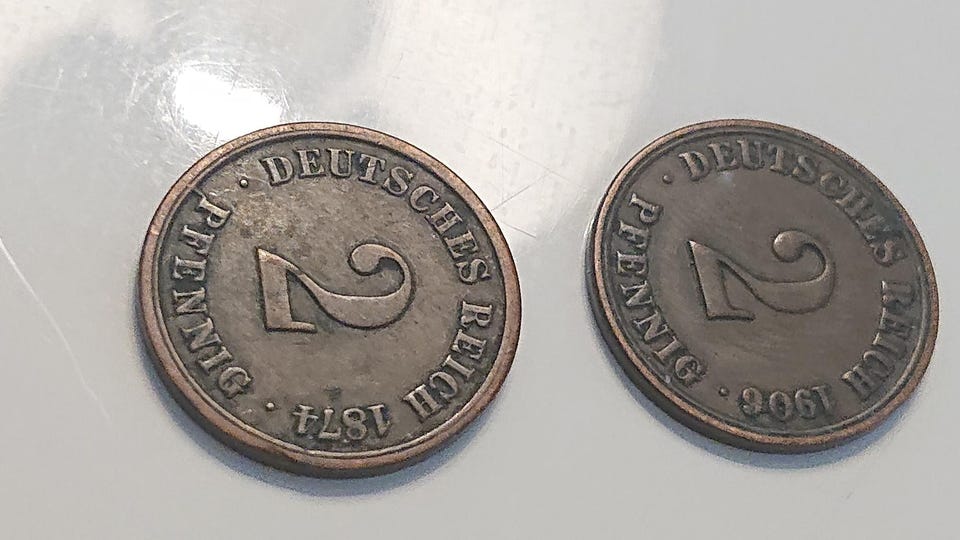 DEUTSCHES REICH 1874
· PFENNIG ·
2
DEUTSCHES REICH 1906
· PFENNIG ·
2